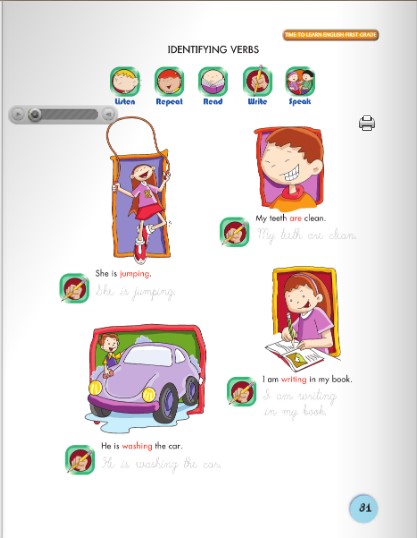 TIME TO LEARN ENGLISH FIRST GRADE
IDENTIFYING VERBS
Listen Repeat Read Write Speak
My teeth are clean.
My teeth are clean.
She is jumping.
She is jumping.
I am writing in my book.
I am writing
in my book.
He is washing the car.
He is washing the car.
31